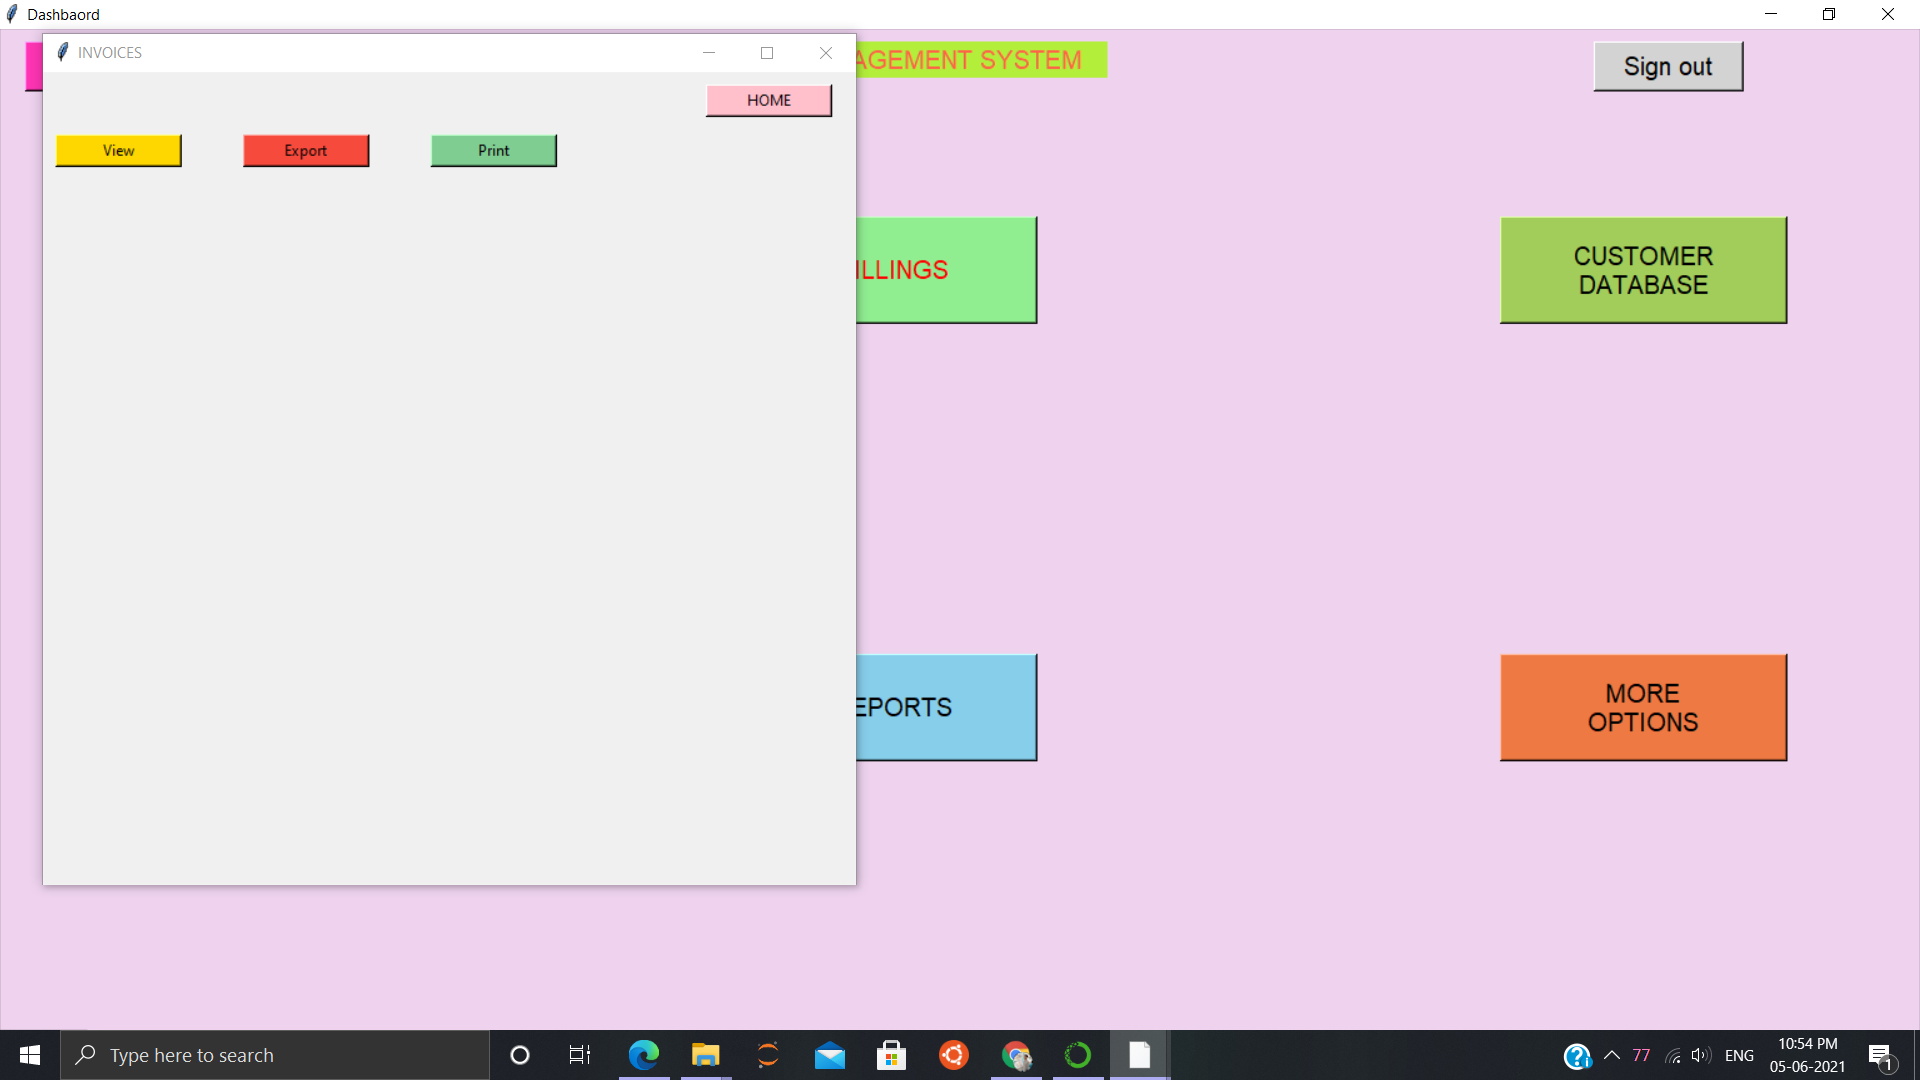 Dashbaord
INVOICES
AGEMENT SYSTEM
Sign out
HOME
View
Export
Print
ILLINGS
CUSTOMER
DATABASE
EPORTS
MORE
OPTIONS
Type here to search
77
ENG
10:54 PM
05-06-2021
1